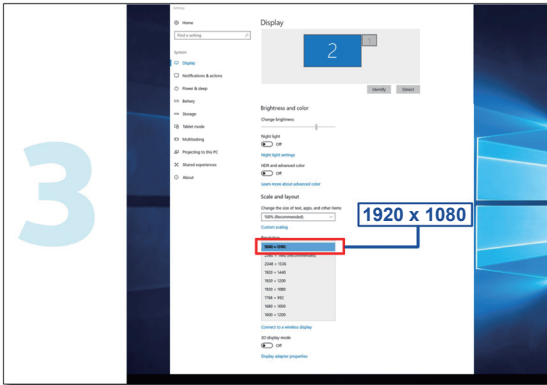 3
Settings
Home
Find a setting
System
Display
Notifications & actions
Power & sleep
Battery
Storage
Tablet mode
Multitasking
Projecting to this PC
Shared experiences
About
Display
2
1
Identify
Detect
Brightness and color
Change brightness
Night light
Off
Night light settings
HDR and advanced color
Off
Learn more about advanced color
Scale and layout
Change the size of text, apps, and other items
100% (Recommended)
Custom scaling
Resolution
(Recommended)
2048 × 1536
1920 × 1440
1920 × 1200
1920 × 1080
1680 × 1050
1600 × 1200
Connect to a wireless display
3D display mode
Off
Display adapter properties
1920 x 1080